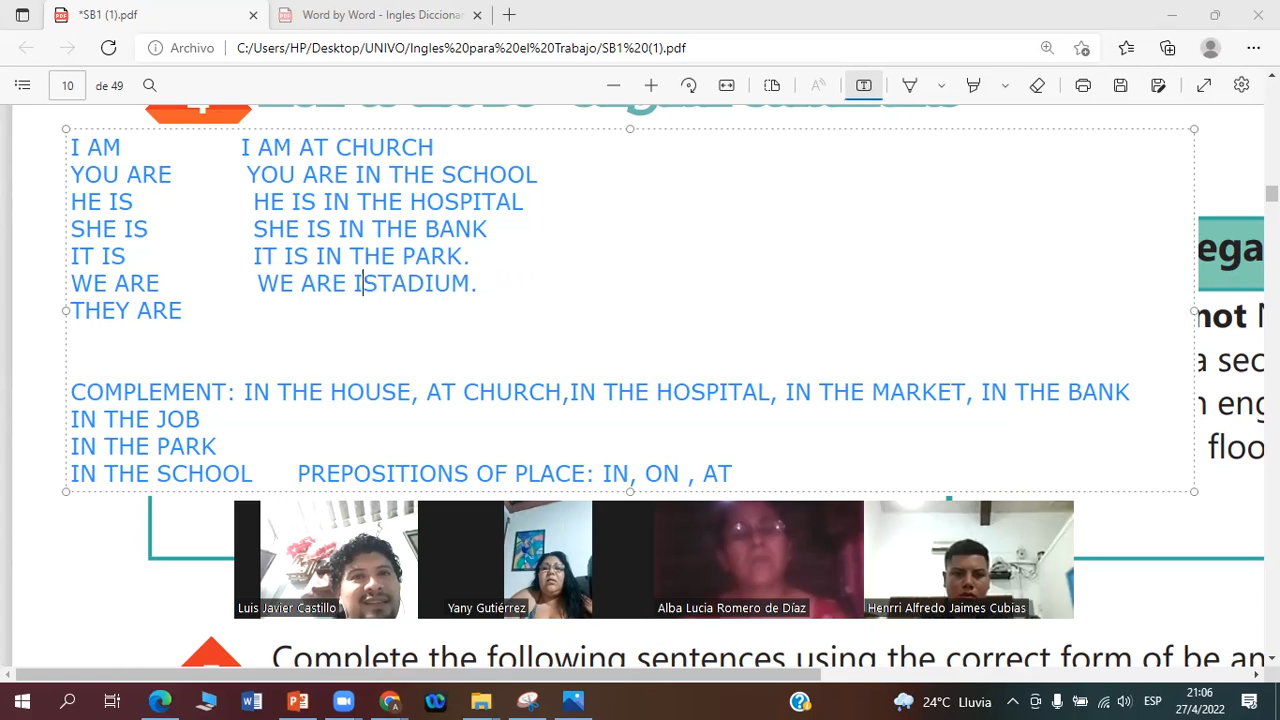 *SB1 (1).pdf
Word by Word - Ingles Diccionar
Archivo
C:/Users/HP/Desktop/UNIVO/Ingles%20para%20el%20Trabajo/SB1%20(1).pdf
10 de 49
I AM I AM AT CHURCH
YOU ARE YOU ARE IN THE SCHOOL
HE IS HE IS IN THE HOSPITAL
SHE IS SHE IS IN THE BANK
IT IS IT IS IN THE PARK.
WE ARE WE ARE ISTADIUM.
THEY ARE
COMPLEMENT: IN THE HOUSE, AT CHURCH,IN THE HOSPITAL, IN THE MARKET, IN THE BANK
IN THE JOB
IN THE PARK
IN THE SCHOOL PREPOSITIONS OF PLACE: IN, ON , AT
ega
not
a sec
eng
floo
Luis Javier Castillo
Yany Gutiérrez
Alba Lucia Romero de Díaz
Henrri Alfredo Jaimes Cubias
Complete the following sentences using the correct form of be an
24°C Lluvia
ESP
21:06
27/4/2022